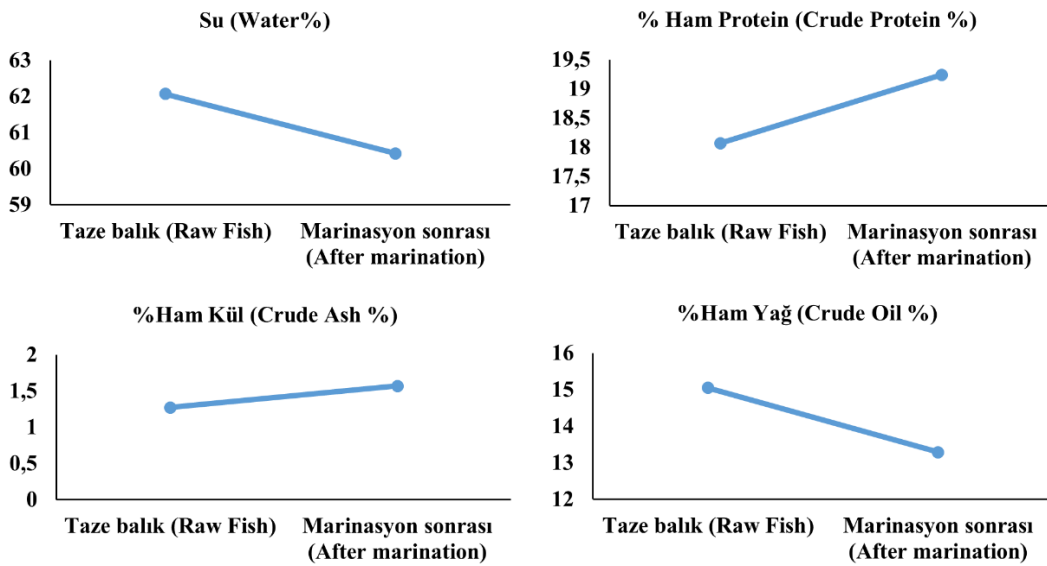 Su (Water%)
63
62
61
60
59
Taze balık (Raw Fish)
Marinasyon sonrası
(After marination)
% Ham Protein (Crude Protein %)
19,5
19
18,5
18
17,5
17
Taze balık (Raw Fish)
Marinasyon sonrası
(After marination)
%Ham Kül (Crude Ash %)
2
1,5
1
0,5
0
Taze balık (Raw Fish)
Marinasyon sonrası
(After marination)
%Ham Yağ (Crude Oil %)
16
15
14
13
12
Taze balık (Raw Fish)
Marinasyon sonrası
(After marination)